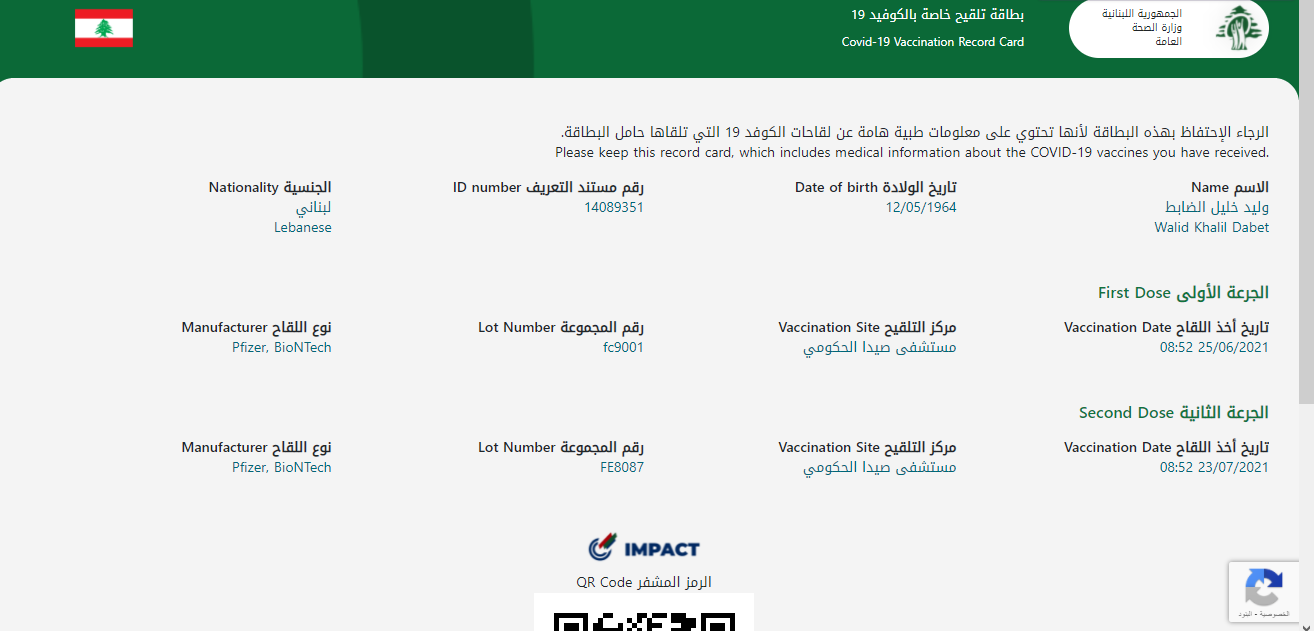 الجمهورية اللبنانية
وزارة الصحة
العامة
بطاقة تلقيح خاصة بالكوفيد 19
Covid-19 Vaccination Record Card
الرجاء الإحتفاظ بهذه البطاقة لأنها تحتوي على معلومات طبية هامة عن لقاحات الكوفد 19 التي تلقاها حامل البطاقة.
Please keep this record card, which includes medical information about the COVID-19 vaccines you have received.
الاسم Name
وليد خليل الضابط
Walid Khalil Dabet
تاريخ الولادة Date of birth
12/05/1964
رقم مستند التعريف ID number
14089351
الجنسية Nationality
لبناني
Lebanese
الجرعة الأولى First Dose
تاريخ أخذ اللقاح Vaccination Date
08:52 25/06/2021
مركز التلقيح Vaccination Site
مستشفى صيدا الحكومي
رقم المجموعة Lot Number
fc9001
نوع اللقاح Manufacturer
Pfizer, BioNTech
الجرعة الثانية Second Dose
تاريخ أخذ اللقاح Vaccination Date
08:52 23/07/2021
مركز التلقيح Vaccination Site
مستشفى صيدا الحكومي
رقم المجموعة Lot Number
FE8087
نوع اللقاح Manufacturer
Pfizer, BioNTech
IMPACT
الرمز المشفر QR Code
الخصوصية - البنود